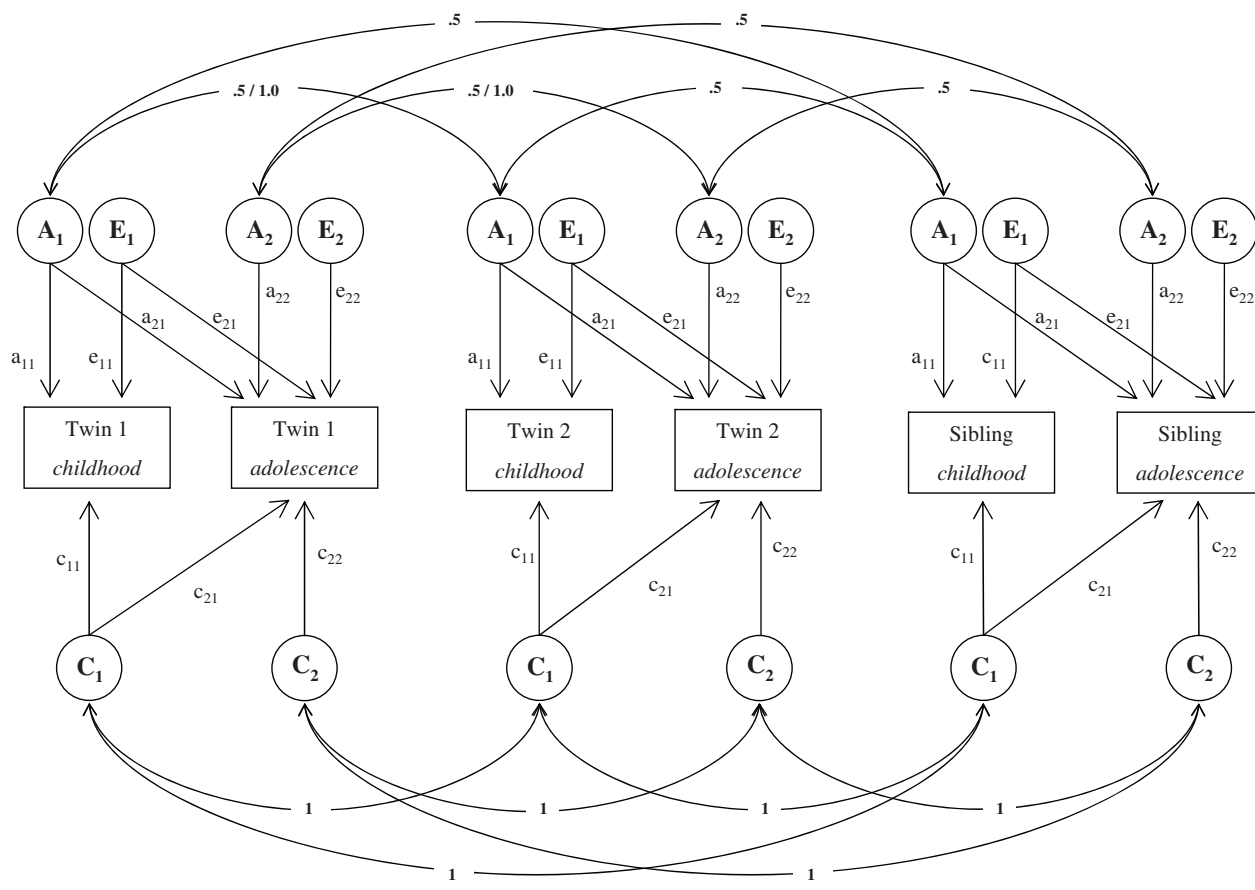 .5 .5
.5 / 1.0 .5 / 1.0 .5 .5
A1 E1 A2 E2 A1 E1 A2 E2 A1 E1 A2 E2
a22 e22 a22 e22 a22 e22
a21 e21 a21 e21 a21 e21
a11 e11 a11 e11 a11 c11
Twin 1 Twin 1 Twin 2 Twin 2 Sibling Sibling
childhood adolescence childhood adolescence childhood adolescence
c11 c22 c11 c22 c11 c22
c21 c21 c21
C1 C2 C1 C2 C1 C2
1 1 1 1
1 1